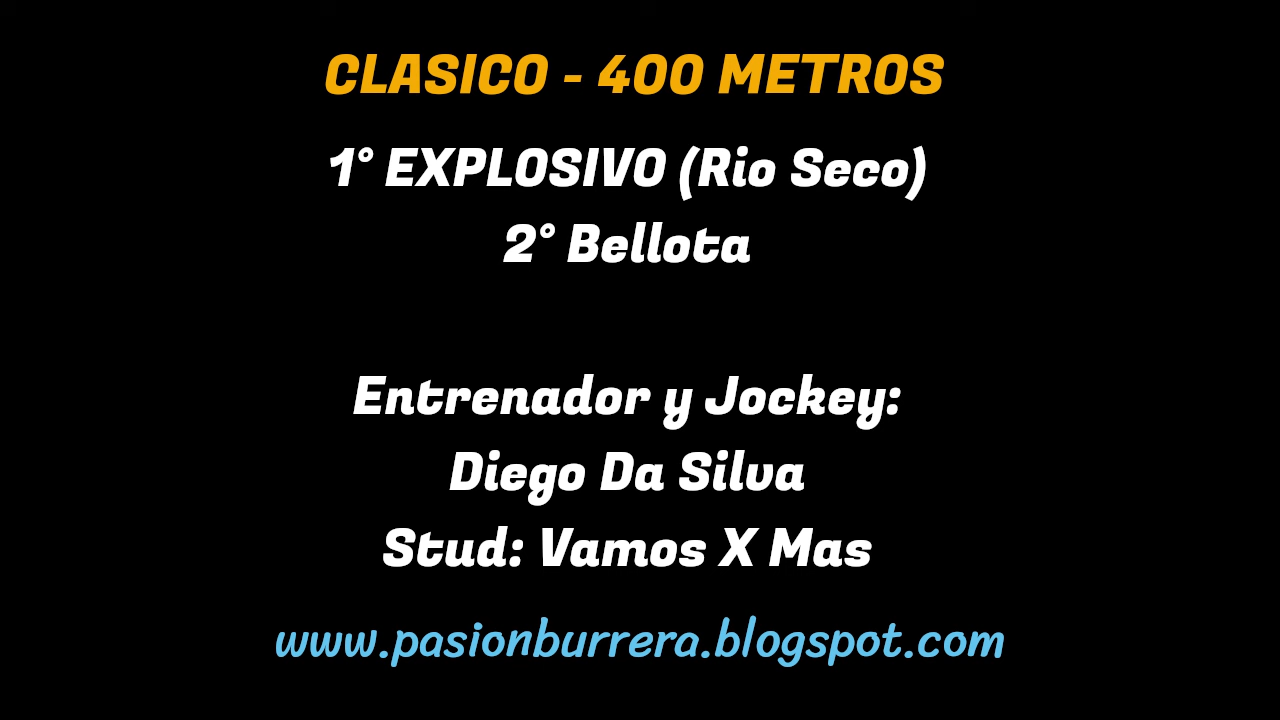 CLASICO - 400 METROS
1° EXPLOSIVO (Rio Seco)
2° Bellota
Entrenador y Jockey:
Diego Da Silva
Stud: Vamos X Mas
www.pasionburrera.blogspot.com